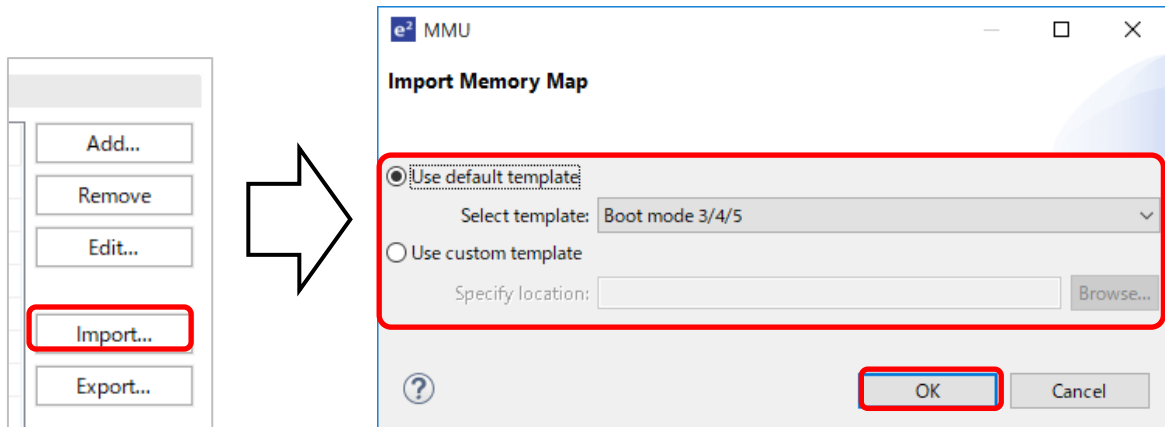 Add...
Remove
Edit...
Import...
Export...
e² MMU
Import Memory Map
Use default template
Select template: Boot mode 3/4/5
Use custom template
Specify location: Browse...
? OK Cancel